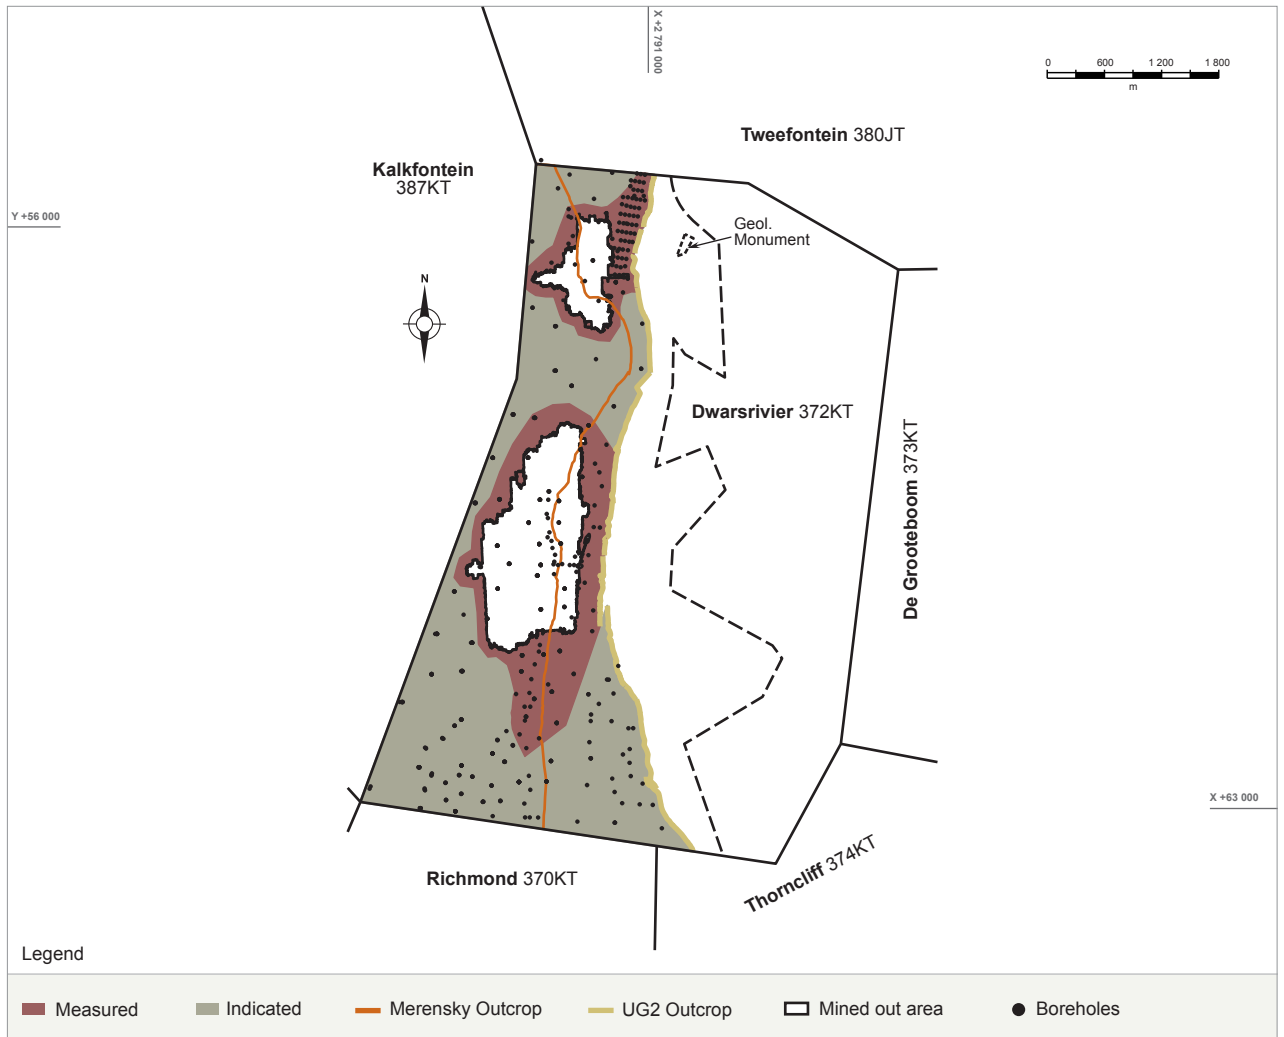 X +2 791 000
0 600 1 200 1 800
m
Tweefontein 380JT
Kalkfontein
387KT
Y +56 000
Geol.
Monument
N
Dwarsrivier 372KT
De Grooteboom 373KT
X +63 000
Thorncliff 374KT
Richmond 370KT
Legend
Measured
Indicated
Merensky Outcrop
UG2 Outcrop
Mined out area
Boreholes